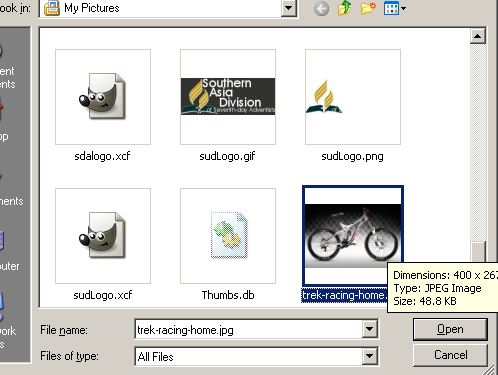 ook in:
My Pictures
ent
ents
op
ments
uter
work
s
sdalogo.xcf
Southern
Asia
Division
of Seventh-day Adventists
sudLogo.gif
sudLogo.png
sudLogo.xcf
Thumbs.db
trek-racing-home.
Dimensions: 400 x 267
Type: JPEG Image
Size: 48.8 KB
File name:
trek-racing-home.jpg
Open
Files of type:
All Files
Cancel